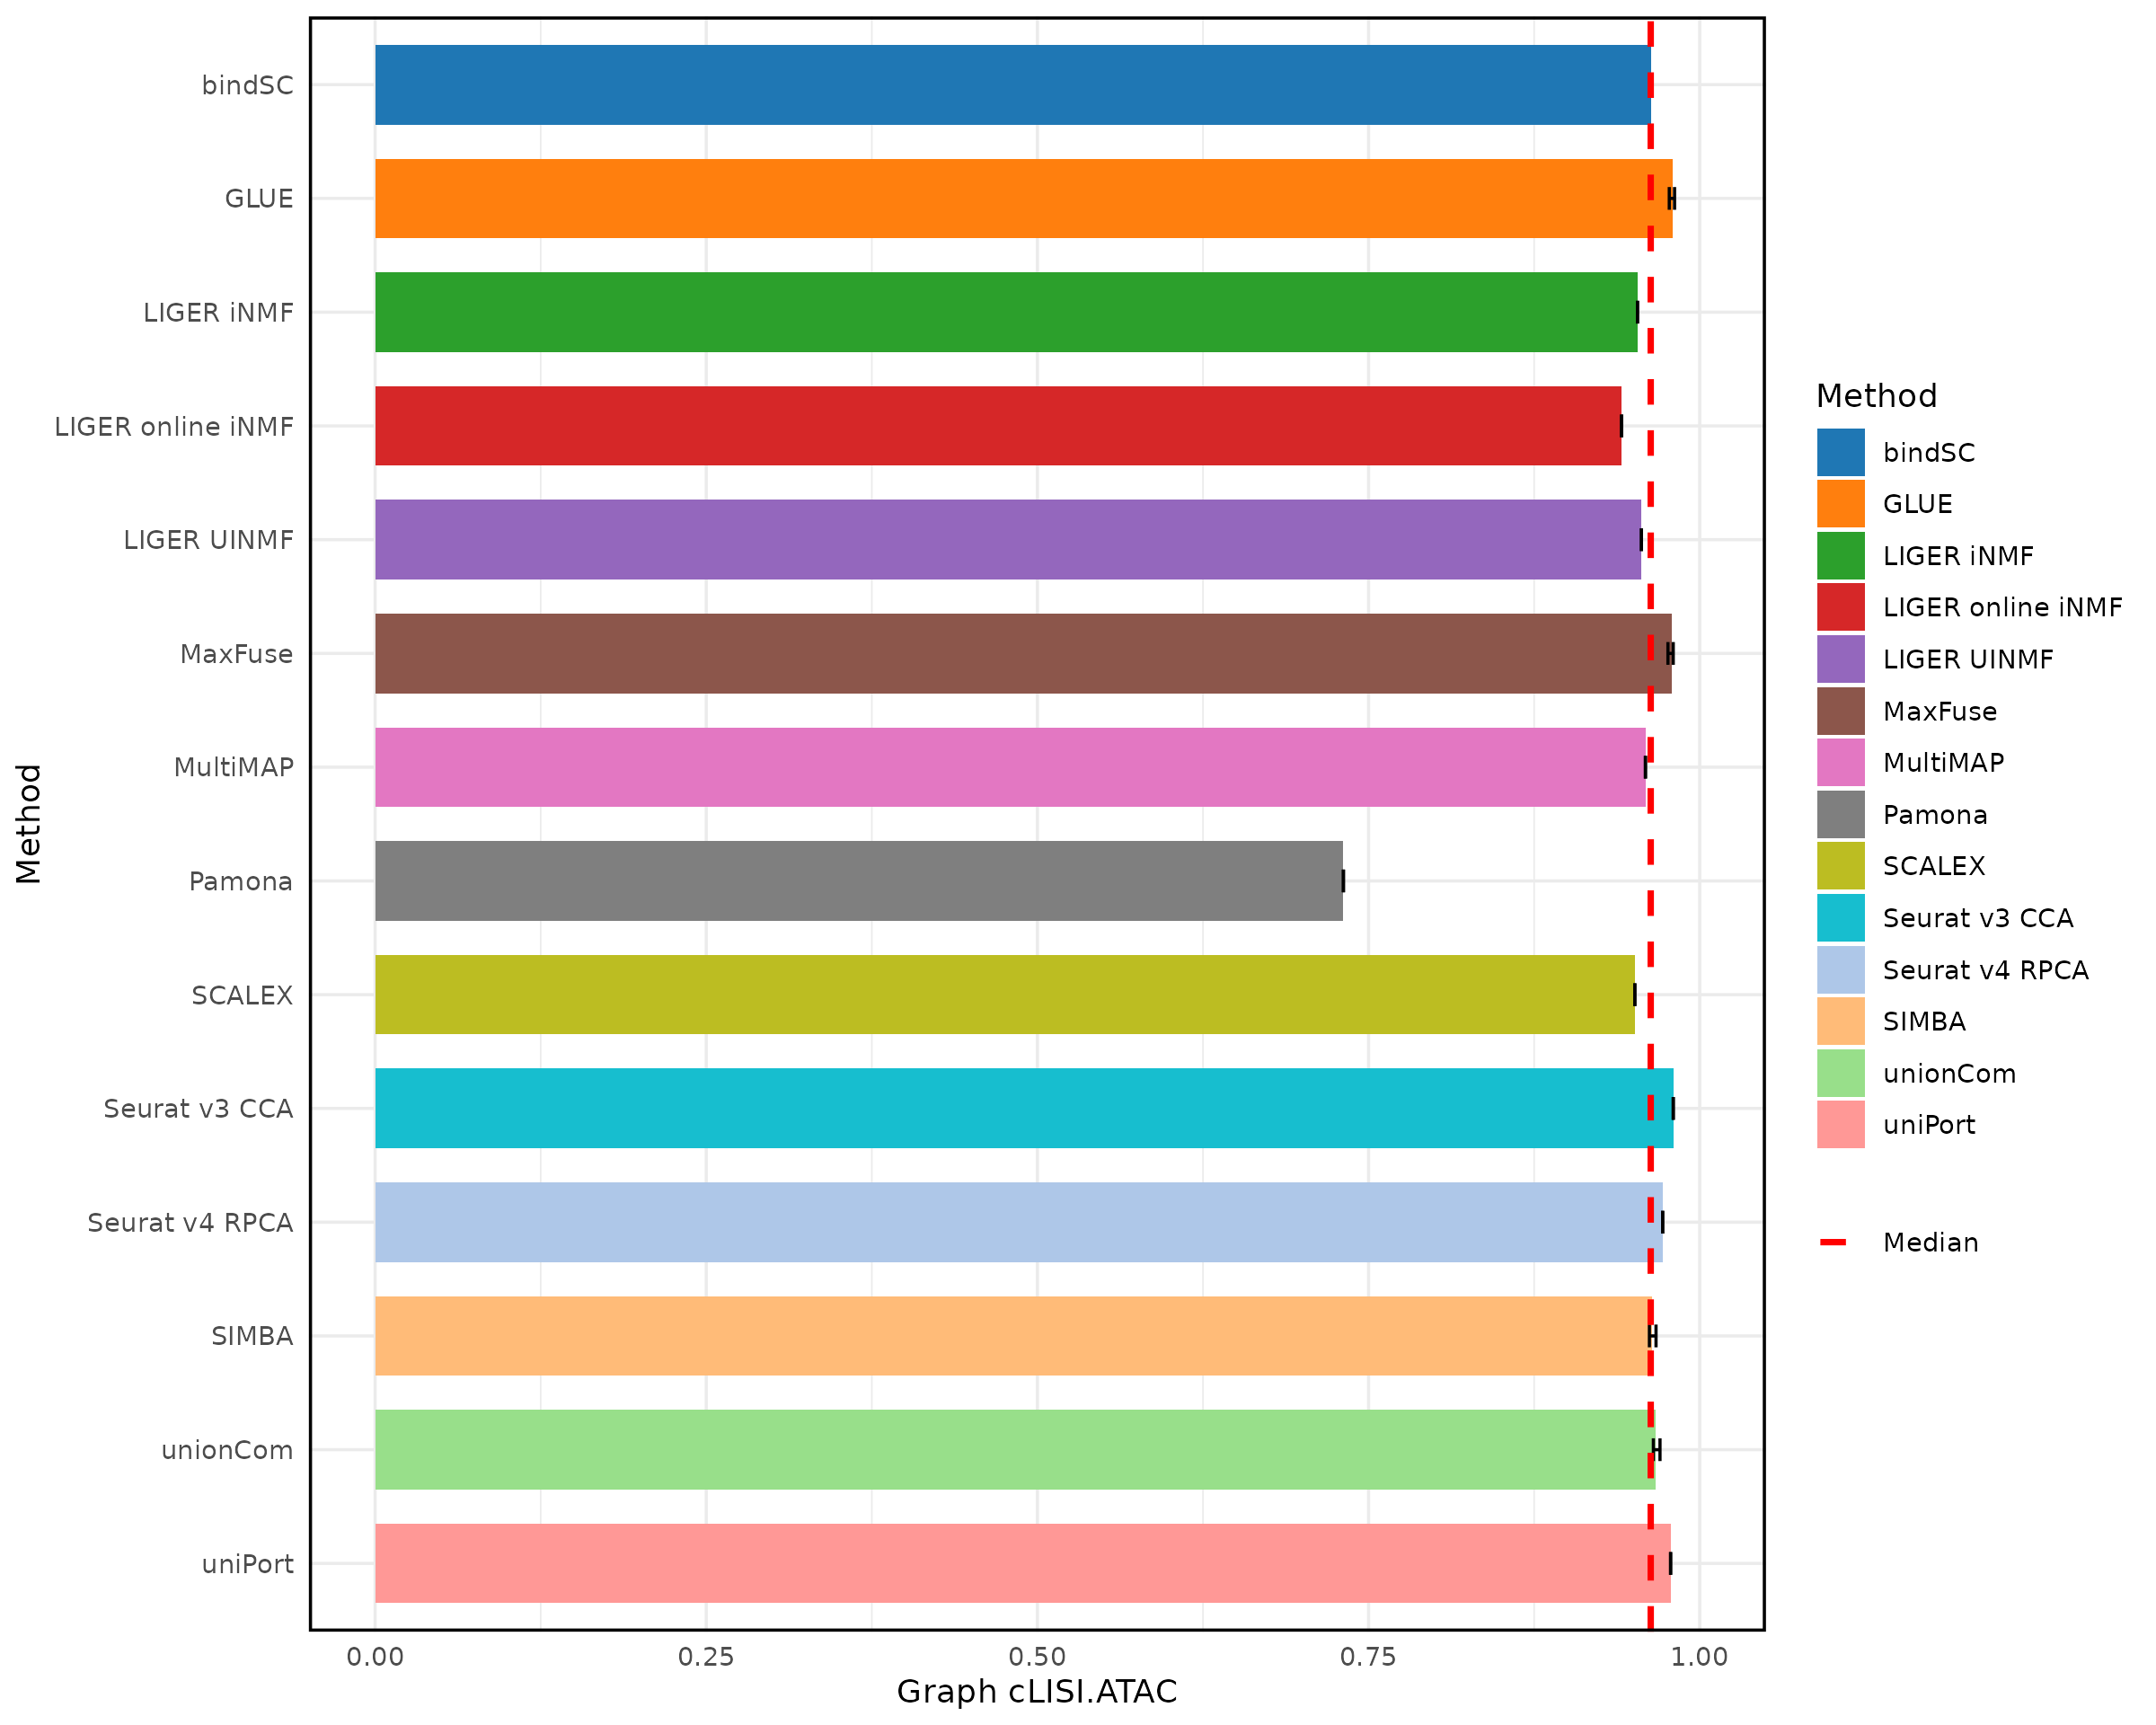 bindSC
GLUE
LIGER iNMF
LIGER online iNMF
LIGER UINMF
MaxFuse
MultiMAP
Pamona
SCALEX
Seurat v3 CCA
Seurat v4 RPCA
SIMBA
unionCom
uniPort
Method
0.00 0.25 0.50 0.75 1.00
Graph cLISI.ATAC
Method
bindSC
GLUE
LIGER iNMF
LIGER online iNMF
LIGER UINMF
MaxFuse
MultiMAP
Pamona
SCALEX
Seurat v3 CCA
Seurat v4 RPCA
SIMBA
unionCom
uniPort
Median